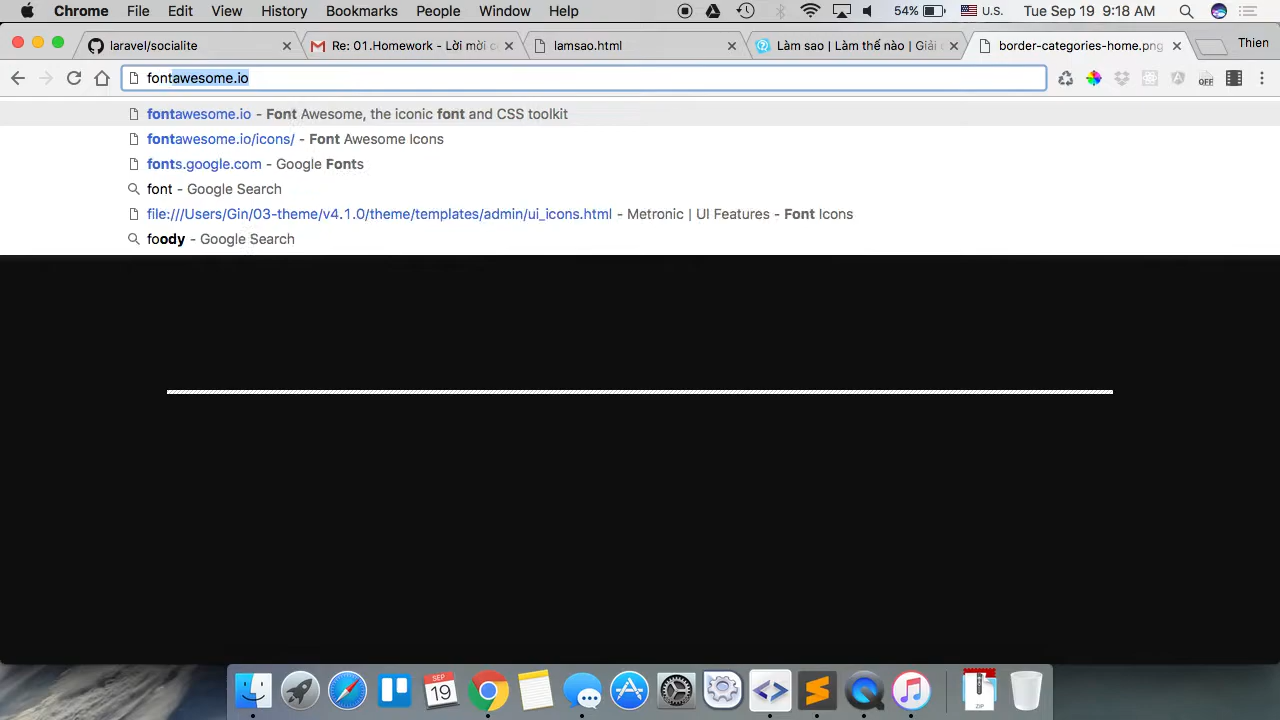 Chrome File Edit View History Bookmarks People Window Help 54% U.S. Tue Sep 19 9:18 AM
laravel/socialite
Re: 01.Homework - Lời mời c
lamsao.html
Làm sao | Làm thế nào | Giải đ
border-categories-home.png
Thien
fontawesome.io
OFF
fontawesome.io - Font Awesome, the iconic font and CSS toolkit
fontawesome.io/icons/ - Font Awesome Icons
fonts.google.com - Google Fonts
font - Google Search
file:///Users/Gin/03-theme/v4.1.0/theme/templates/admin/ui_icons.html - Metronic | UI Features - Font Icons
foody - Google Search
SEP
19
ZIP